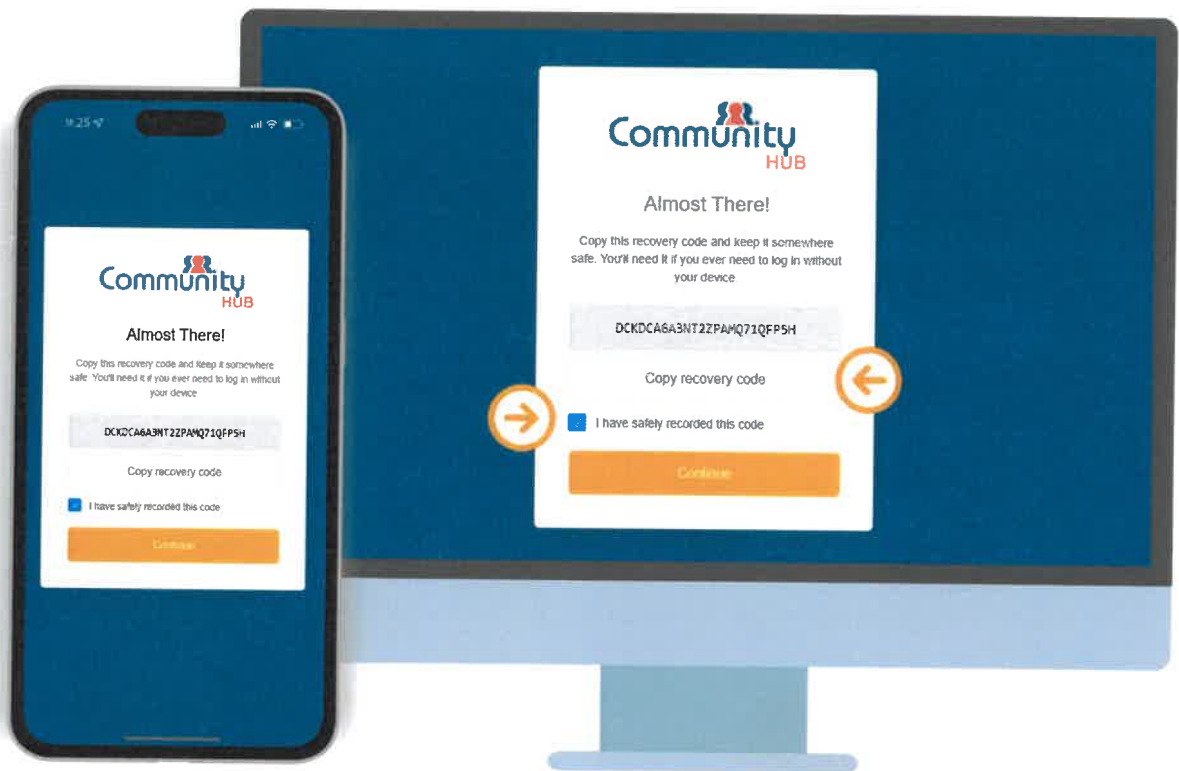 Community
HUB
Almost There!
Copy this recovery code and keep it somewhere
safe. You'll need it if you ever need to log in without
your device
DCKDCA6A3NT2ZPAMQ71QFP5H
Copy recovery code
I have safely recorded this code
Continue
Community
HUB
Almost There!
Copy this recovery code and keep it somewhere
safe. You'll need it if you ever need to log in without
your device.
DCKDCA6A3NT2ZPAMQ71QFP5H
Copy recovery code
I have safely recorded this code
Continue